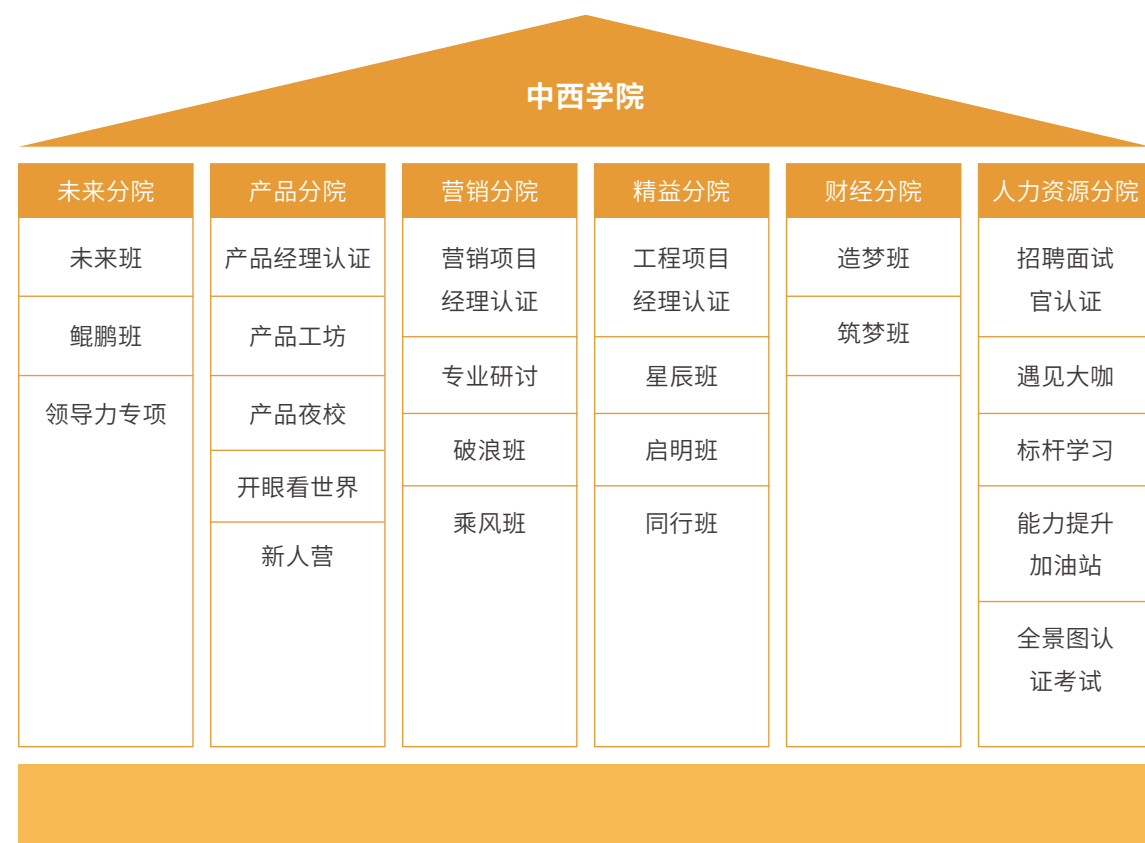 中西学院
未来分院
未来班
鲲鹏班
领导力专项
产品分院
产品经理认证
产品工坊
产品夜校
开眼看世界
新人营
营销分院
营销项目
经理认证
专业研讨
破浪班
乘风班
精益分院
工程项目
经理认证
星辰班
启明班
同行班
财经分院
造梦班
筑梦班
人力资源分院
招聘面试
官认证
遇见大咖
标杆学习
能力提升
加油站
全景图认
证考试